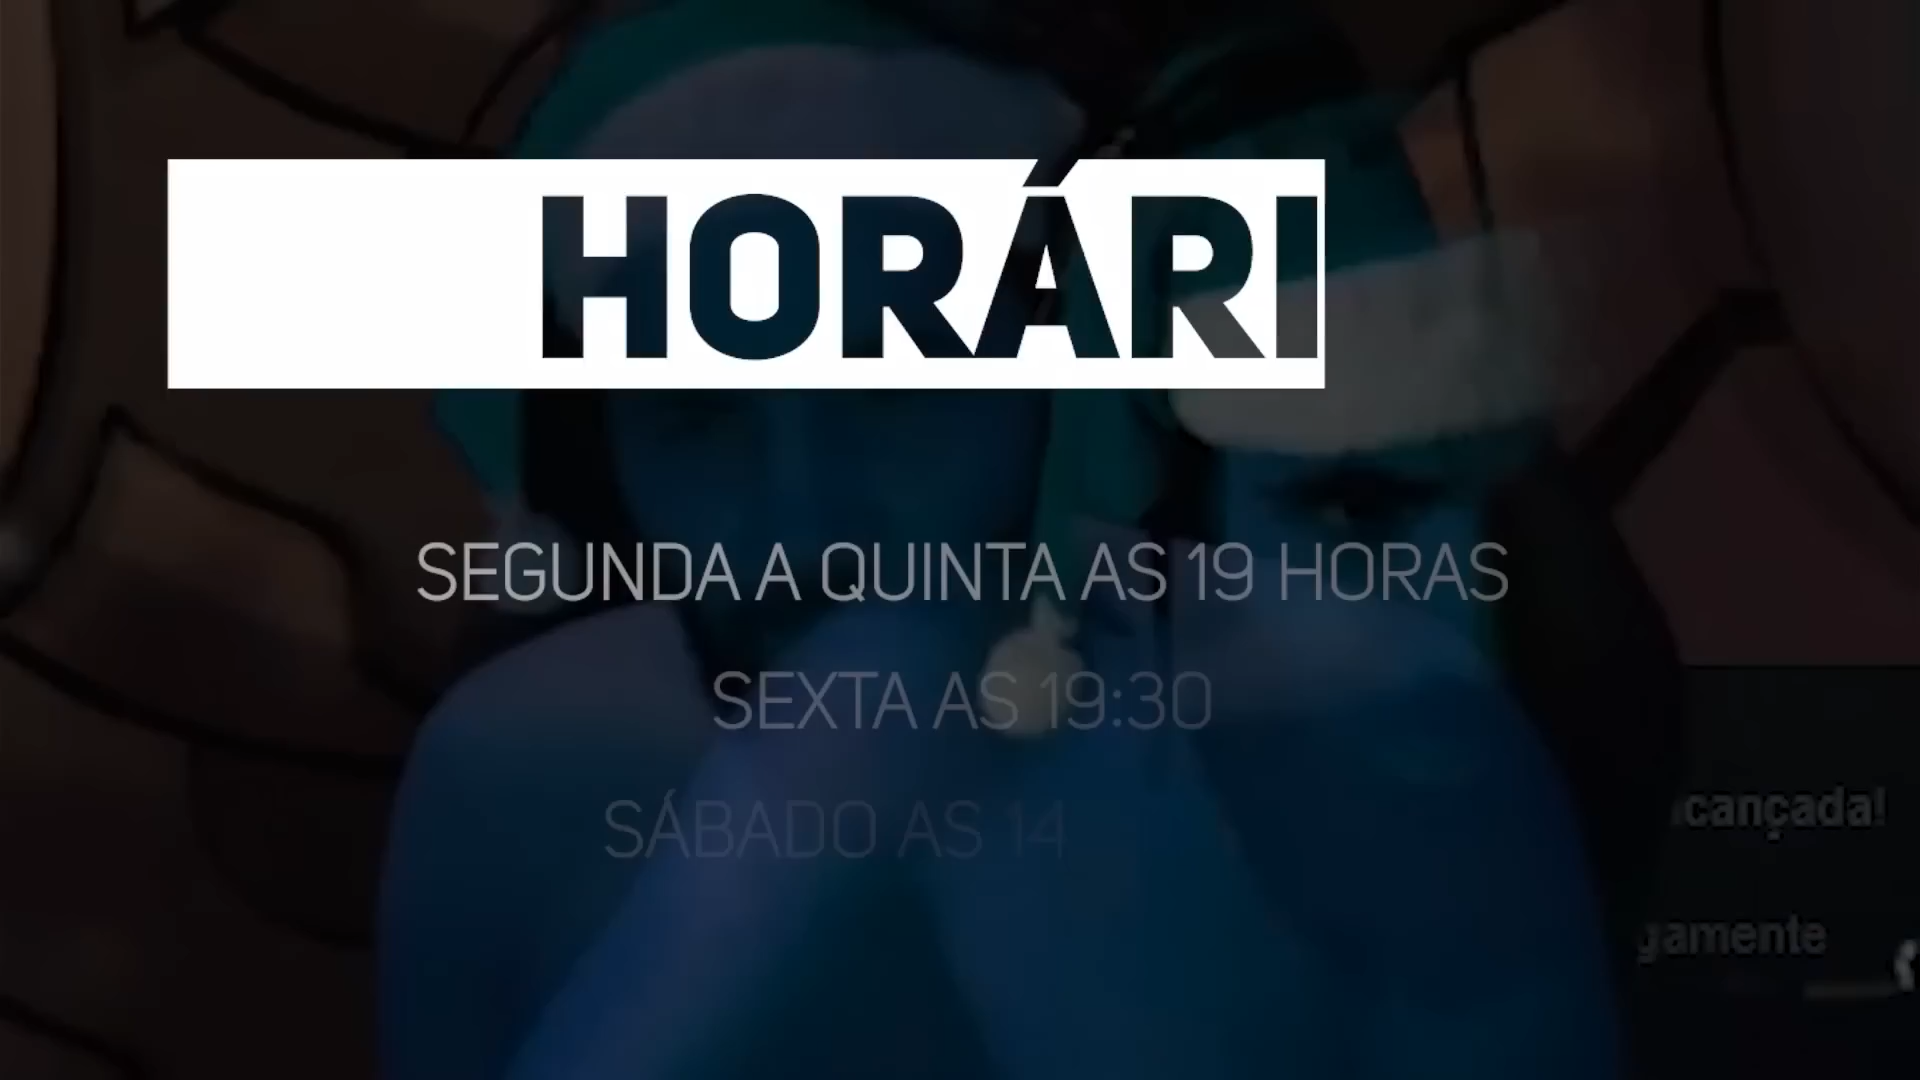 HORÁRI
SEGUNDA A QUINTA AS 19 HORAS
SEXTA AS 19:30
SÁBADO AS 14
cançada!
gamente